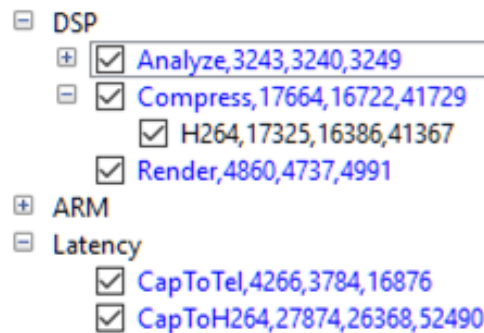 DSP
Analyze,3243,3240,3249
Compress,17664,16722,41729
H264,17325,16386,41367
Render,4860,4737,4991
ARM
Latency
CapToTel,4266,3784,16876
CapToH264,27874,26368,52490